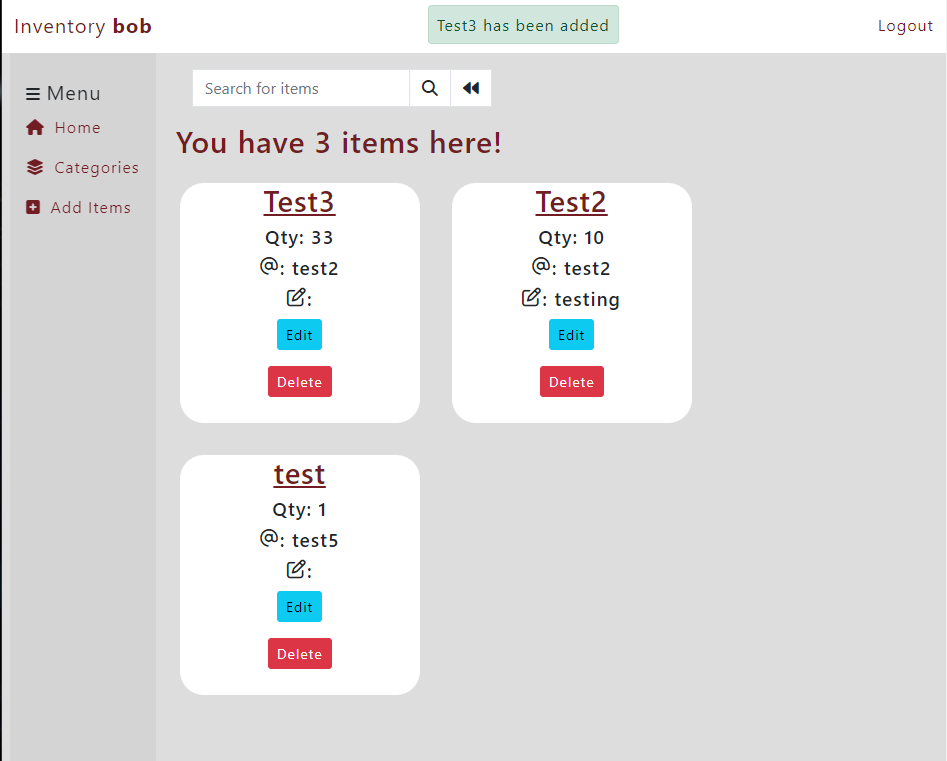 Inventory bob
Test3 has been added
Logout
Menu
Home
Categories
Add Items
Search for items
You have 3 items here!
Test3
Qty: 33
@: test2
:
Edit
Delete
Test2
Qty: 10
@: test2
: testing
Edit
Delete
test
Qty: 1
@: test5
:
Edit
Delete